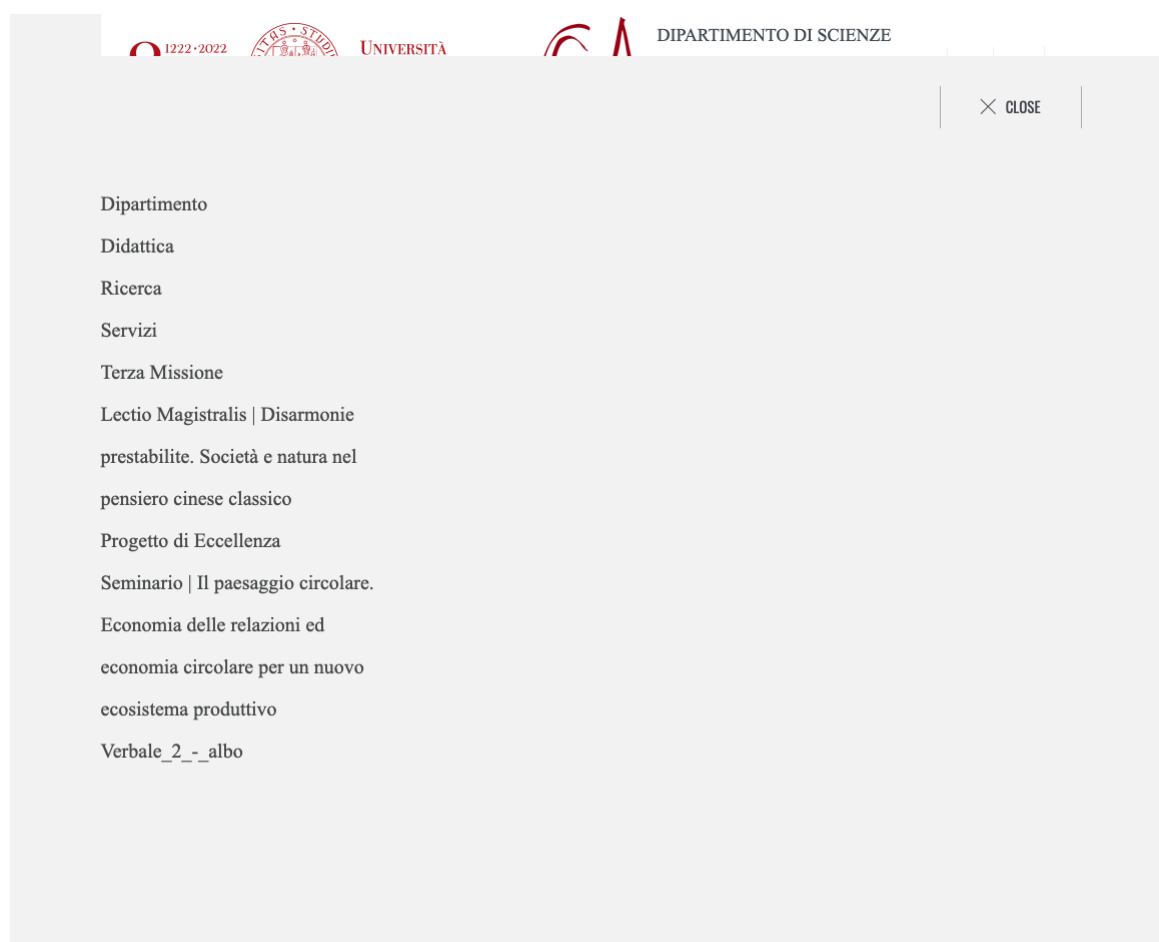 1222·2022
UNIVERSITÀ
DIPARTIMENTO DI SCIENZE
CLOSE
Dipartimento
Didattica
Ricerca
Servizi
Terza Missione
Lectio Magistralis | Disarmonie
prestabilite. Società e natura nel
pensiero cinese classico
Progetto di Eccellenza
Seminario | Il paesaggio circolare.
Economia delle relazioni ed
economia circolare per un nuovo
ecosistema produttivo
Verbale_2_-_albo